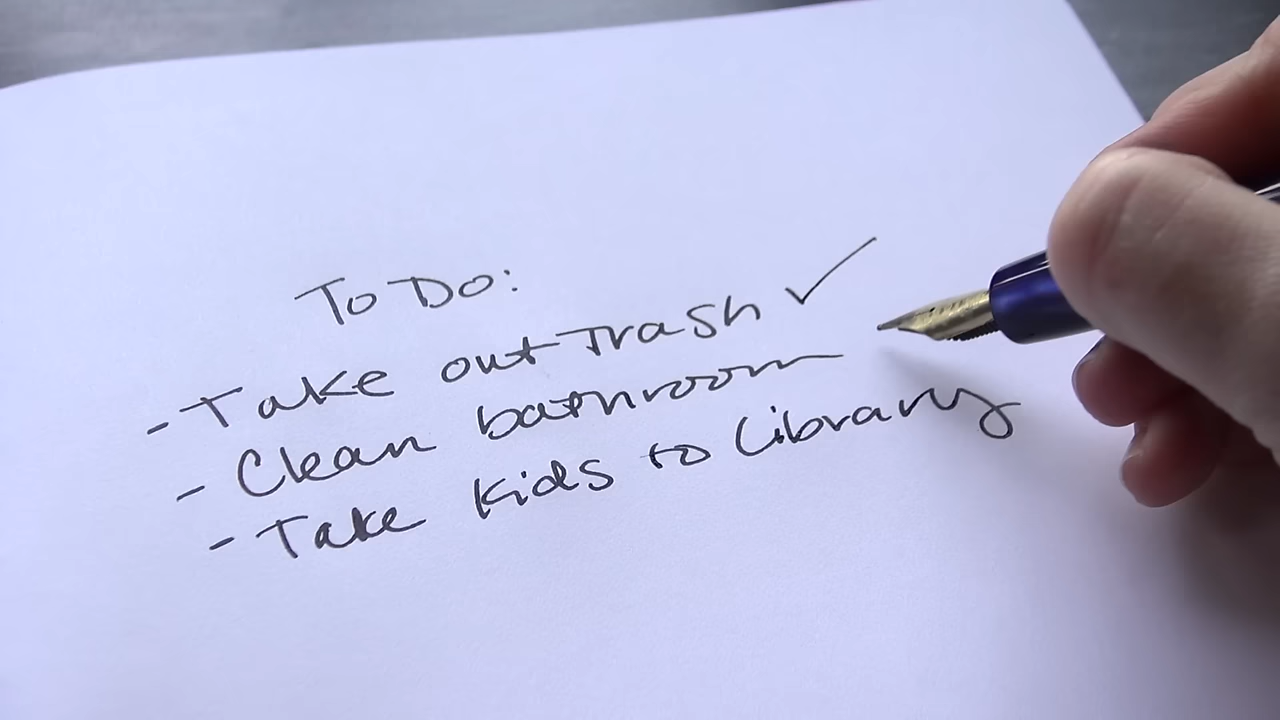 To Do:
- Take out Trash ✓
- Clean bathroom
- Take kids to library